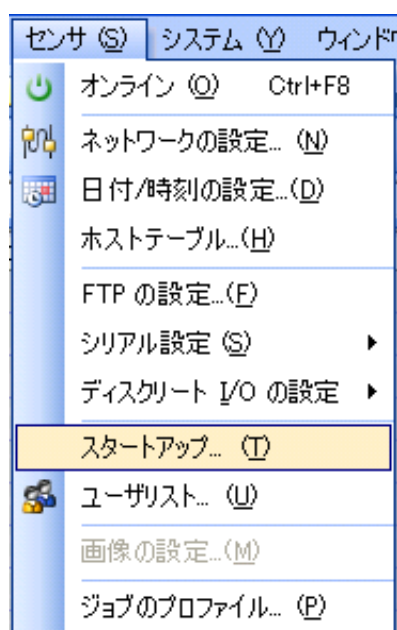 センサ (S) システム (Y) ウィンド
オンライン (O) Ctrl+F8
ネットワークの設定... (N)
日付/時刻の設定...(D)
ホストテーブル...(H)
FTP の設定...(F)
シリアル設定 (S)
ディスクリート I/O の設定
スタートアップ... (T)
ユーザリスト... (U)
画像の設定...(M)
ジョブのプロファイル... (P)